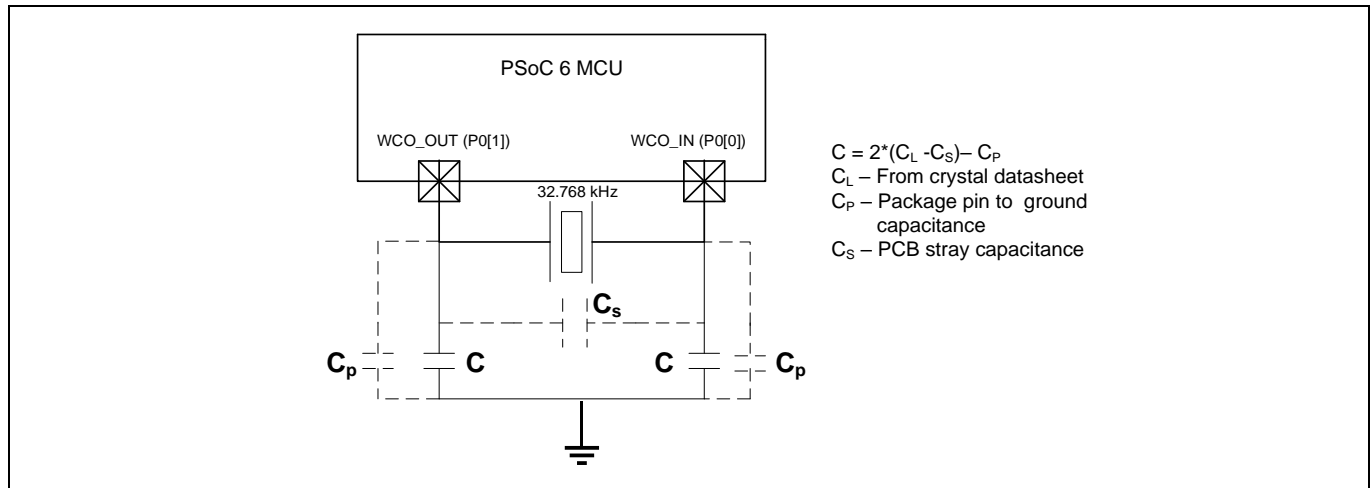 PSoC 6 MCU
WCO_OUT (P0[1])
WCO_IN (P0[0])
32.768 kHz
C = 2*(CL -CS)– CP
CL – From crystal datasheet
CP – Package pin to ground
capacitance
CS – PCB stray capacitance
Cs
Cp
C
C
Cp